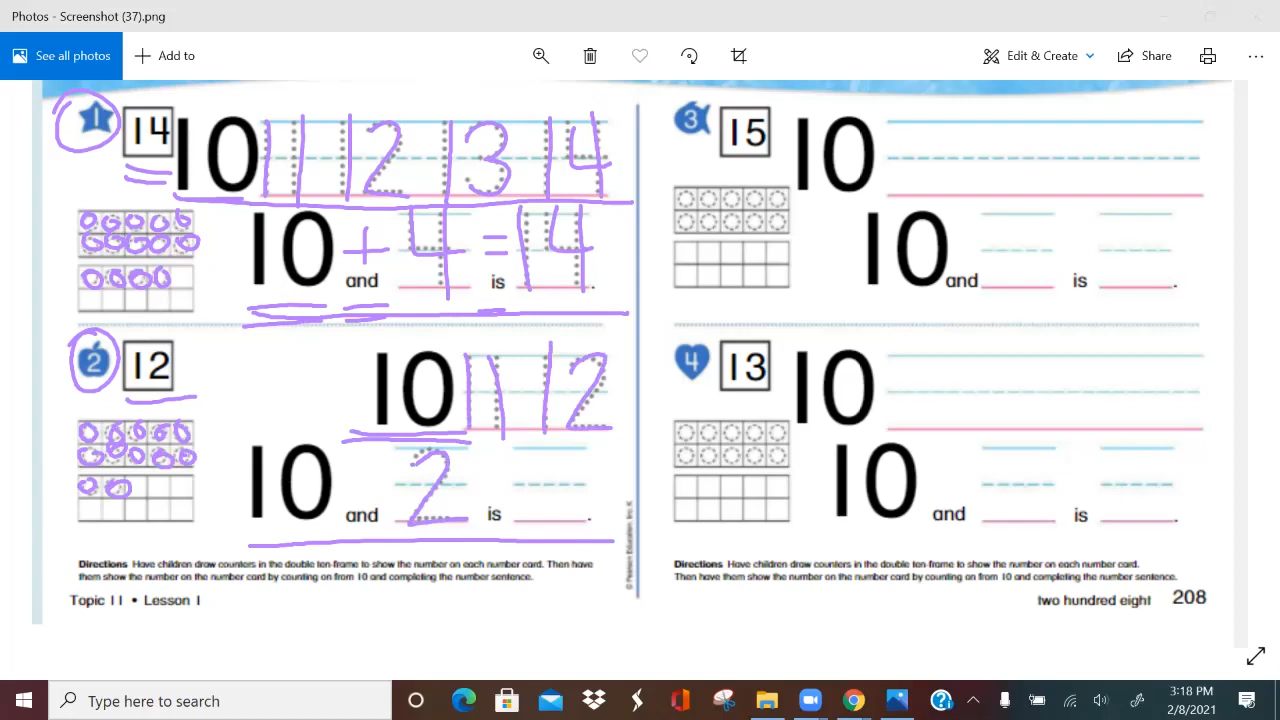 Photos - Screenshot (37).png
See all photos
Add to
Edit & Create
Share
1 14 10 11 12 13 14
10 + 4 = 14
and is .
2 12 10 11 12
10 and 2 is .
Directions Have children draw counters in the double ten-frame to show the number on each number card. Then have
them show the number on the number card by counting on from 10 and completing the number sentence.
Topic 11 • Lesson 1
© Pearson Education, Inc. K
3 15 10
10 and is .
4 13 10
10 and is .
Directions Have children draw counters in the double ten-frame to show the number on each number card.
Then have them show the number on the number card by counting on from 10 and completing the number sentence.
two hundred eight 208
Type here to search
3:18 PM
2/8/2021